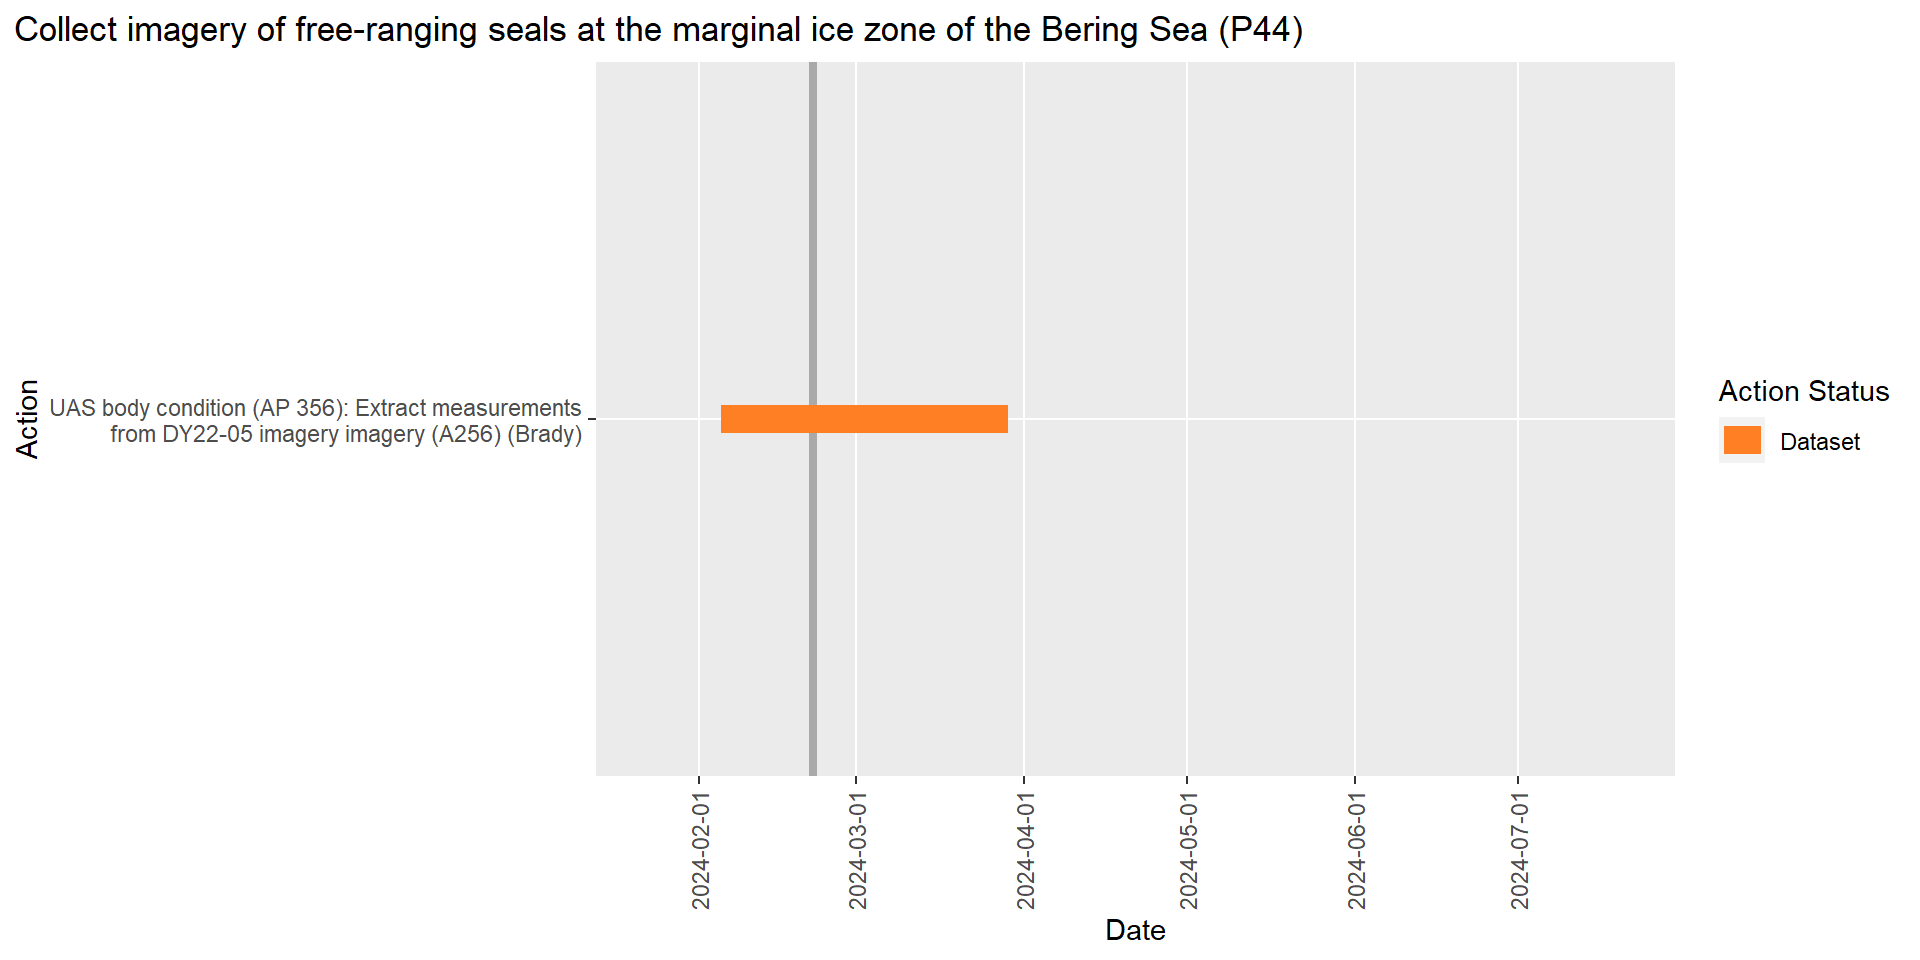 Collect imagery of free-ranging seals at the marginal ice zone of the Bering Sea (P44)
Action
UAS body condition (AP 356): Extract measurements
from DY22-05 imagery imagery (A256) (Brady)
Action Status
Dataset
2024-02-01
2024-03-01
2024-04-01
2024-05-01
2024-06-01
2024-07-01
Date